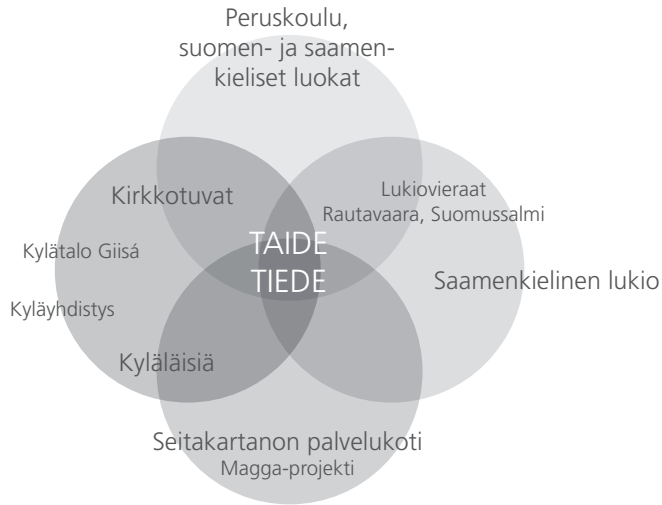 Peruskoulu,
suomen- ja saamen-
kieliset luokat
Kirkkotuvat
Lukiovieraat
Rautavaara, Suomussalmi
Kylätalo Giisá
TAIDE
TIEDE
Saamenkielinen lukio
Kyläyhdistys
Kyläläisiä
Seitakartanon palvelukoti
Magga-projekti